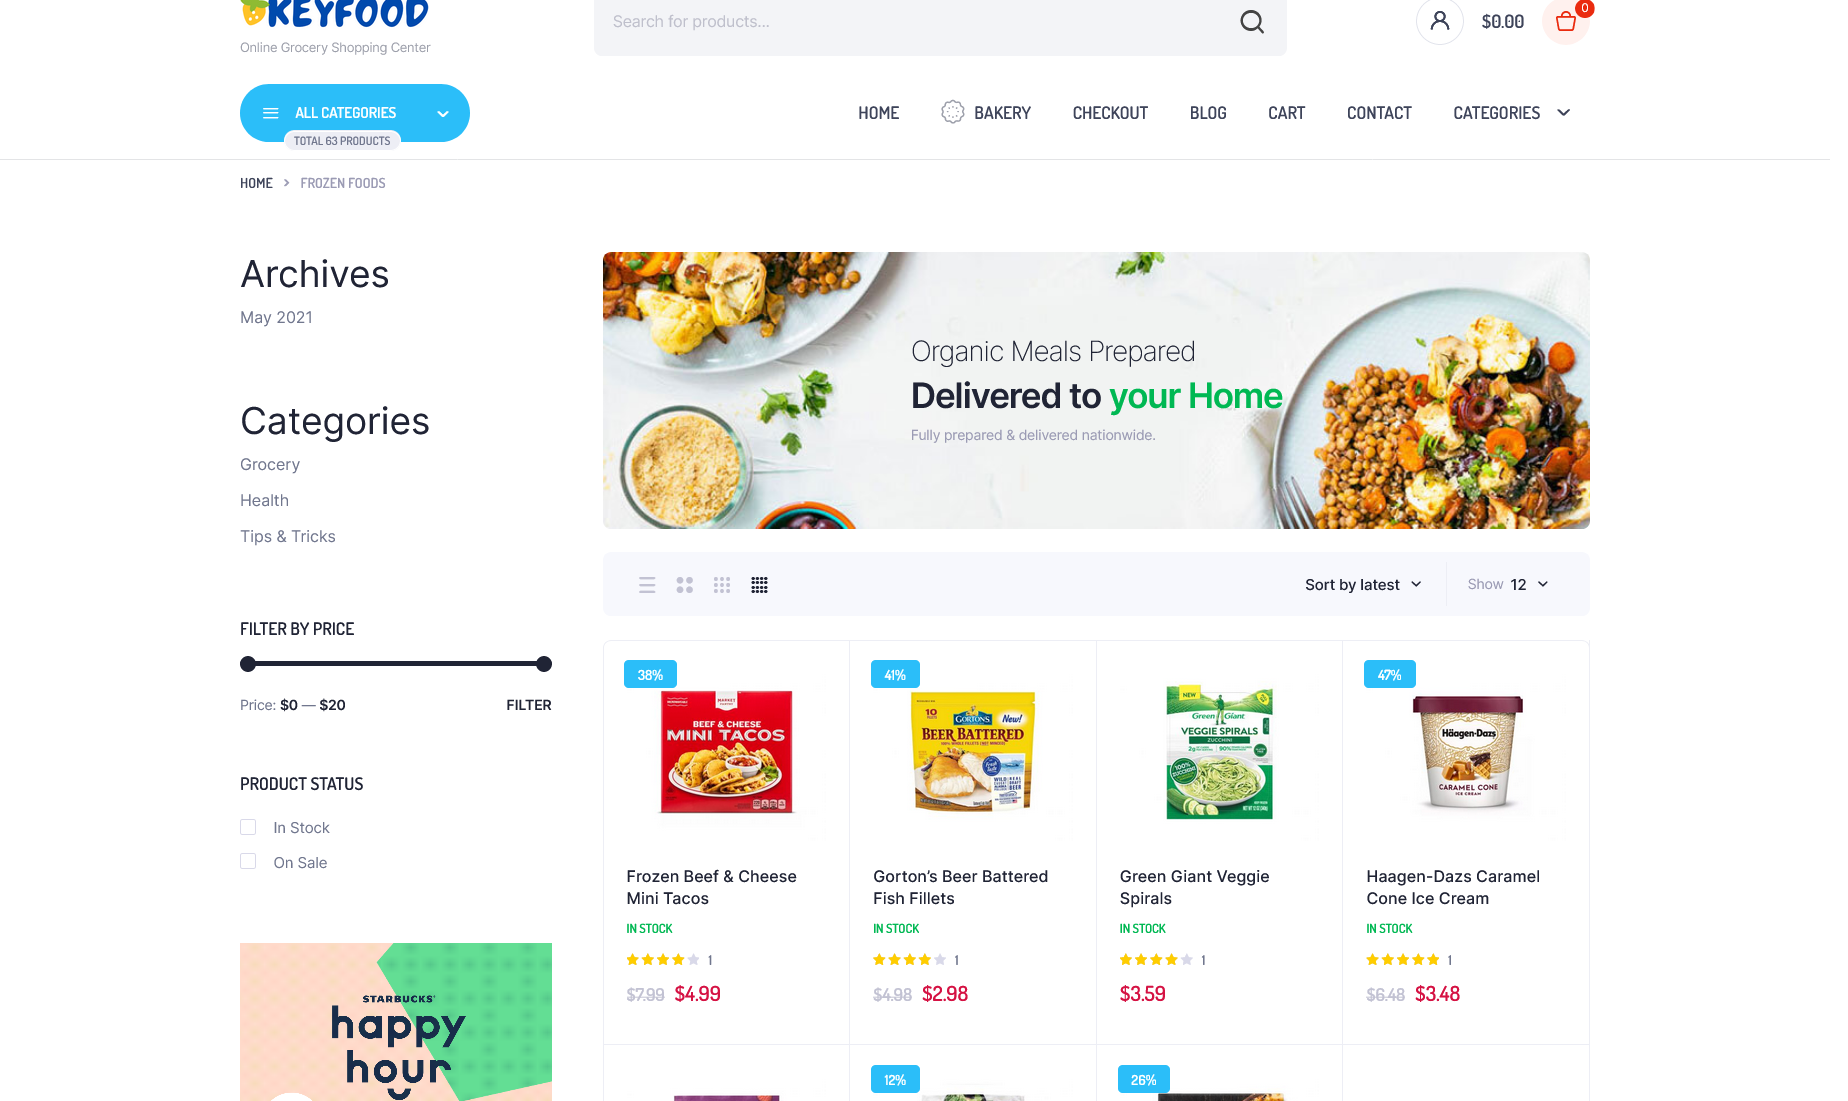 KEYFOOD
Online Grocery Shopping Center
Search for products...
$0.00
0
ALL CATEGORIES
TOTAL 63 PRODUCTS
HOME
BAKERY
CHECKOUT
BLOG
CART
CONTACT
CATEGORIES
HOME > FROZEN FOODS
Archives
May 2021
Categories
Grocery
Health
Tips & Tricks
FILTER BY PRICE
Price: $0 — $20
FILTER
PRODUCT STATUS
In Stock
On Sale
STARBUCKS
happy
hour
Organic Meals Prepared
Delivered to your Home
Fully prepared & delivered nationwide.
Sort by latest
Show 12
38%
MARKET
BEEF & CHEESE
MINI TACOS
Frozen Beef & Cheese
Mini Tacos
IN STOCK
1
$7.99 $4.99
41%
10
GORTON'S
New!
BEER BATTERED
Gorton’s Beer Battered
Fish Fillets
IN STOCK
1
$4.98 $2.98
NEW
Green Giant
VEGGIE SPIRALS
ZUCCHINI
100%
ZUCCHINI
Green Giant Veggie
Spirals
IN STOCK
1
$3.59
47%
Häagen-Dazs
CARAMEL CONE
ICE CREAM
Haagen-Dazs Caramel
Cone Ice Cream
IN STOCK
1
$6.48 $3.48
12%
26%